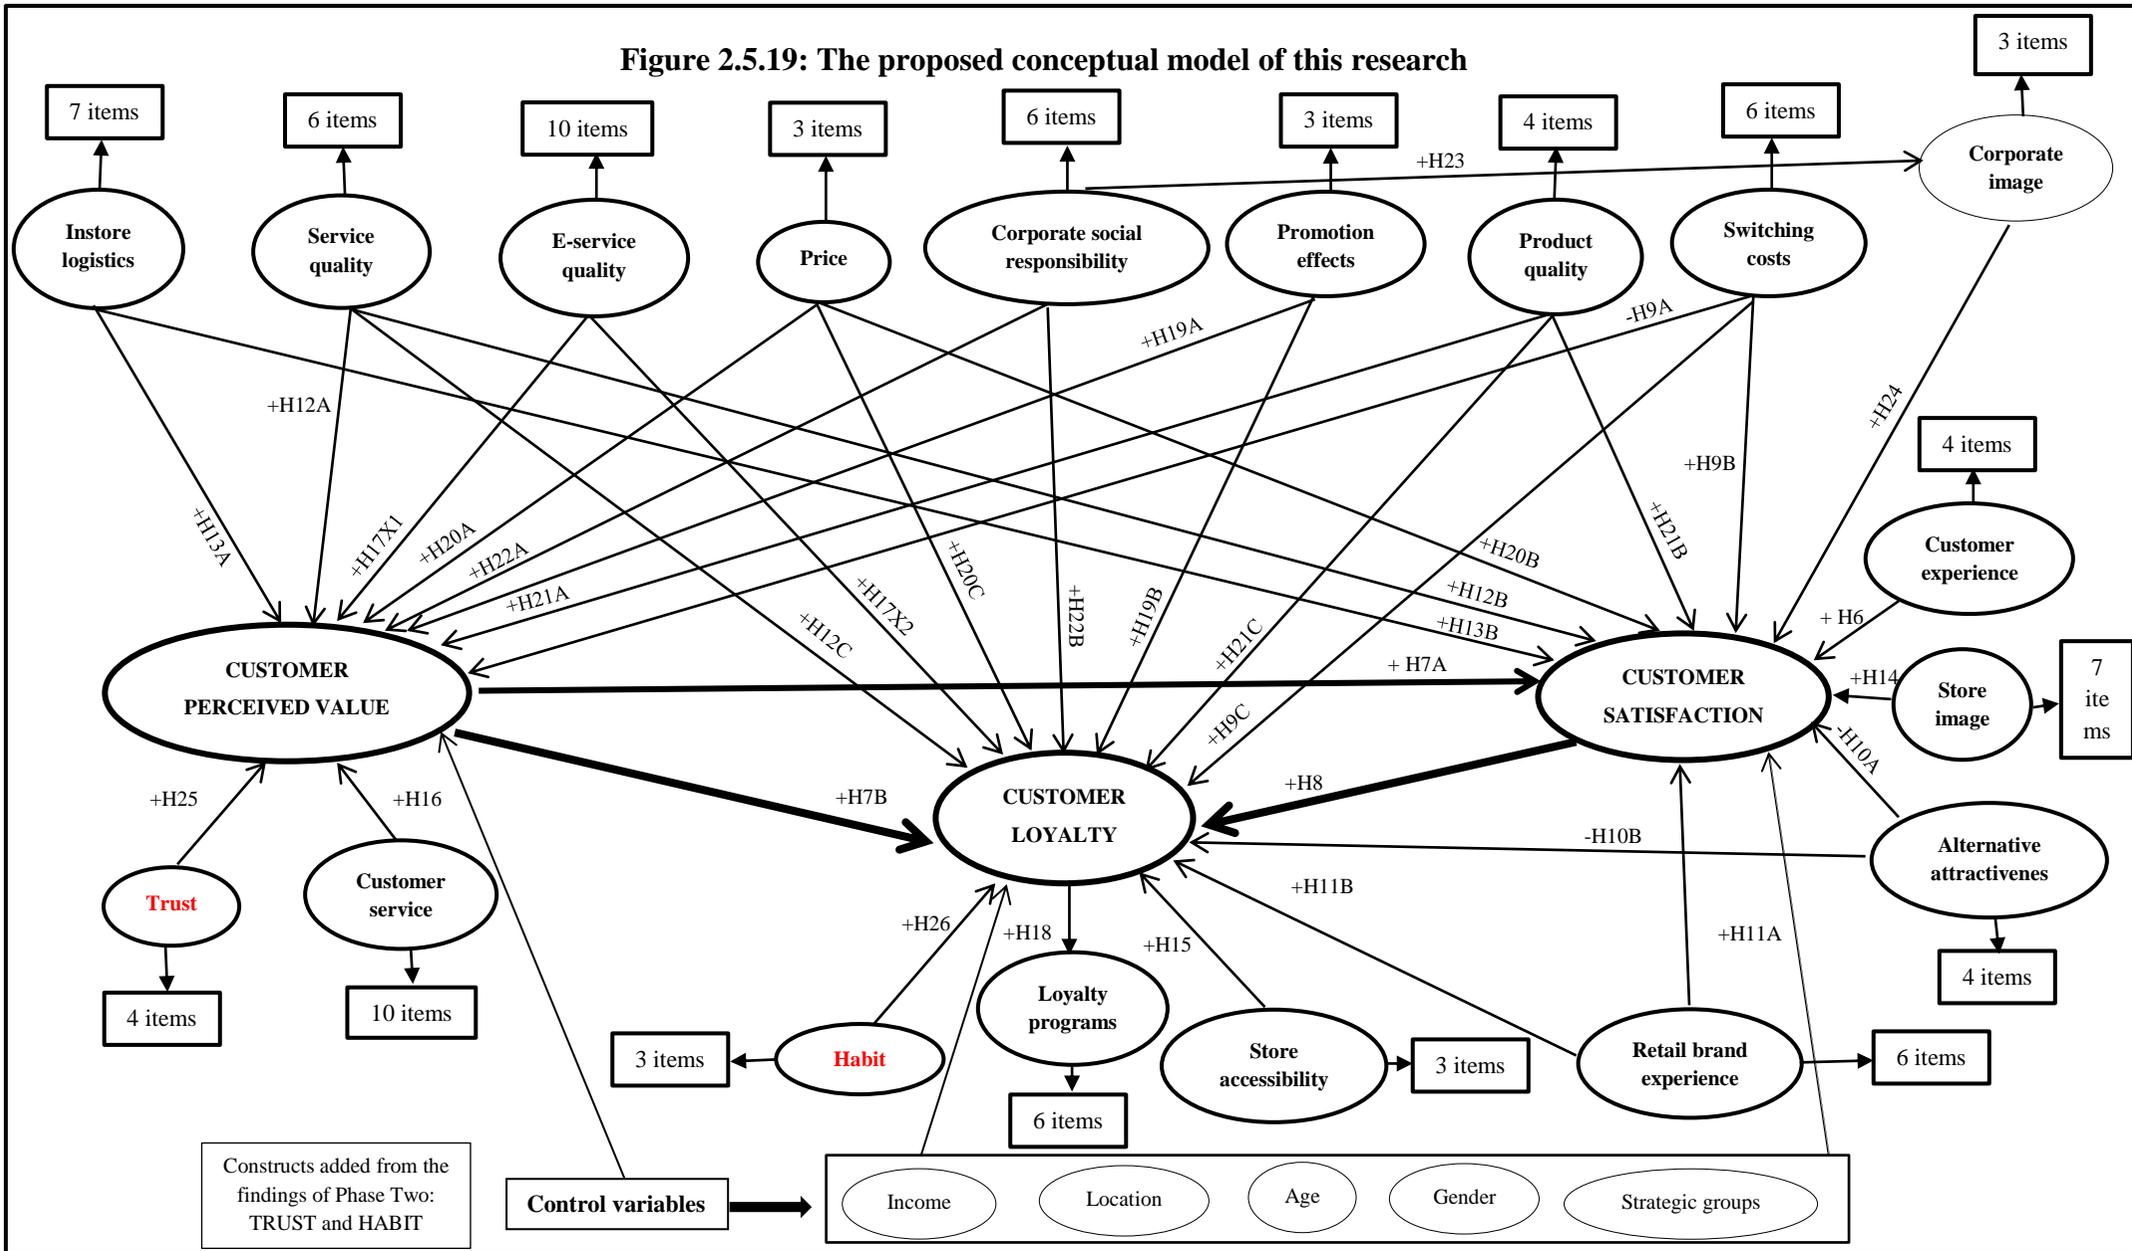 Figure 2.5.19: The proposed conceptual model of this research
3 items
7 items
6 items
10 items
3 items
6 items
3 items
4 items
6 items
+H23
Corporate
image
Instore
logistics
Service
quality
E-service
quality
Price
Corporate social
responsibility
Promotion
effects
Product
quality
Switching
costs
+H19A
-H9A
+H12A
+H24
+H9B
4 items
+H13A
+H17X1
+H20A
+H22A
+H21A
+H20C
+H21B
+H20B
Customer
experience
+H12C
+H17X2
+H22B
+H19B
+H21C
+H12B
+H13B
+ H6
CUSTOMER
PERCEIVED VALUE
+ H7A
CUSTOMER
SATISFACTION
+H14
Store
image
7
ite
ms
+H9C
-H10A
+H25
+H16
+H7B
CUSTOMER
LOYALTY
+H8
-H10B
Alternative
attractivenes
Trust
Customer
service
+H26
+H18
+H15
+H11B
+H11A
4 items
4 items
10 items
3 items
Habit
Loyalty
programs
Store
accessibility
3 items
Retail brand
experience
6 items
6 items
Constructs added from the
findings of Phase Two:
TRUST and HABIT
Control variables
Income
Location
Age
Gender
Strategic groups